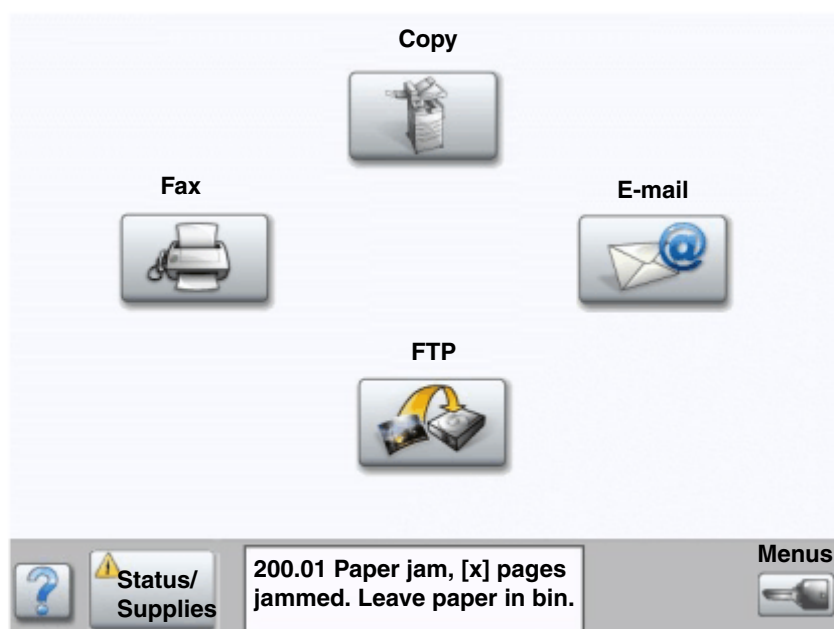 Copy
Fax
E-mail
FTP
Status/
Supplies
200.01 Paper jam, [x] pages
jammed. Leave paper in bin.
Menus